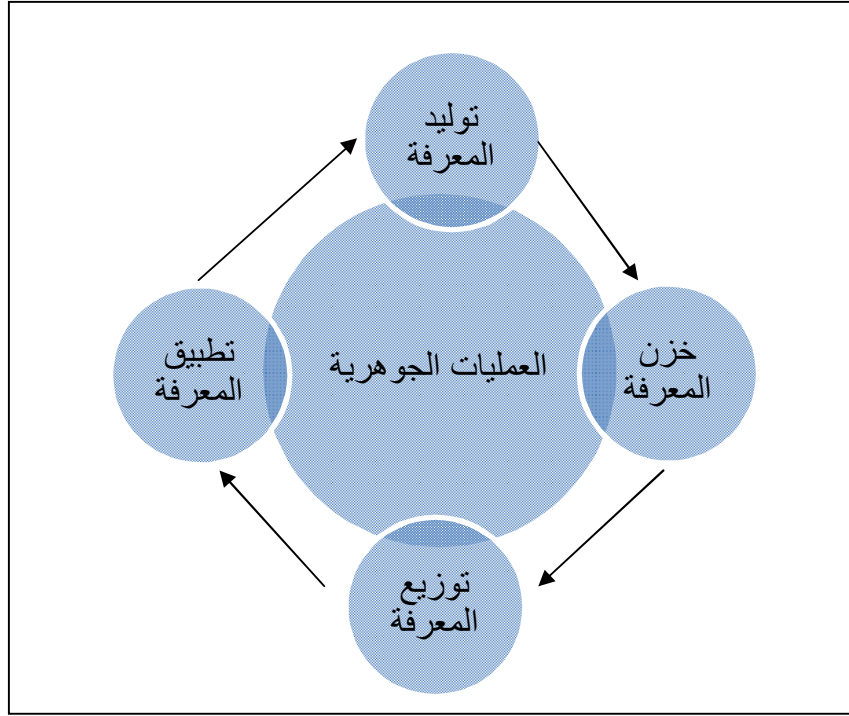 توليد
المعرفة
العمليات الجوهرية
خزن
المعرفة
تطبيق
المعرفة
توزيع
المعرفة